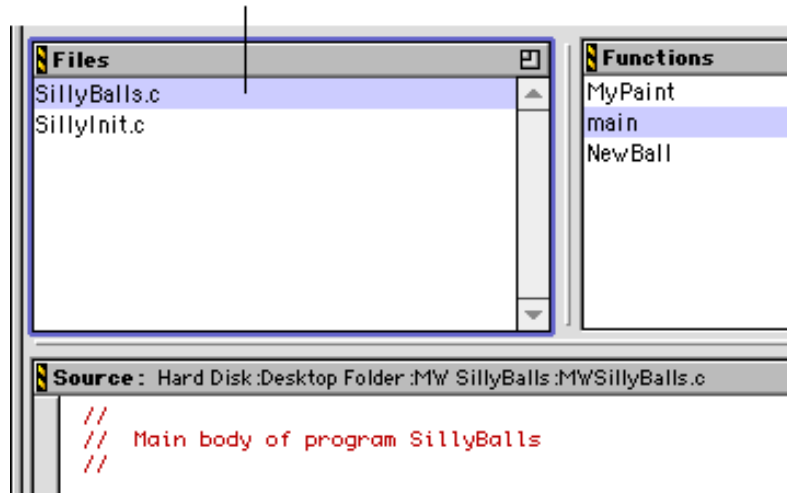 Files
SillyBalls.c
SillyInit.c
Functions
MyPaint
main
NewBall
Source: Hard Disk:Desktop Folder:MW SillyBalls:MWSillyBalls.c
//
// Main body of program SillyBalls
//